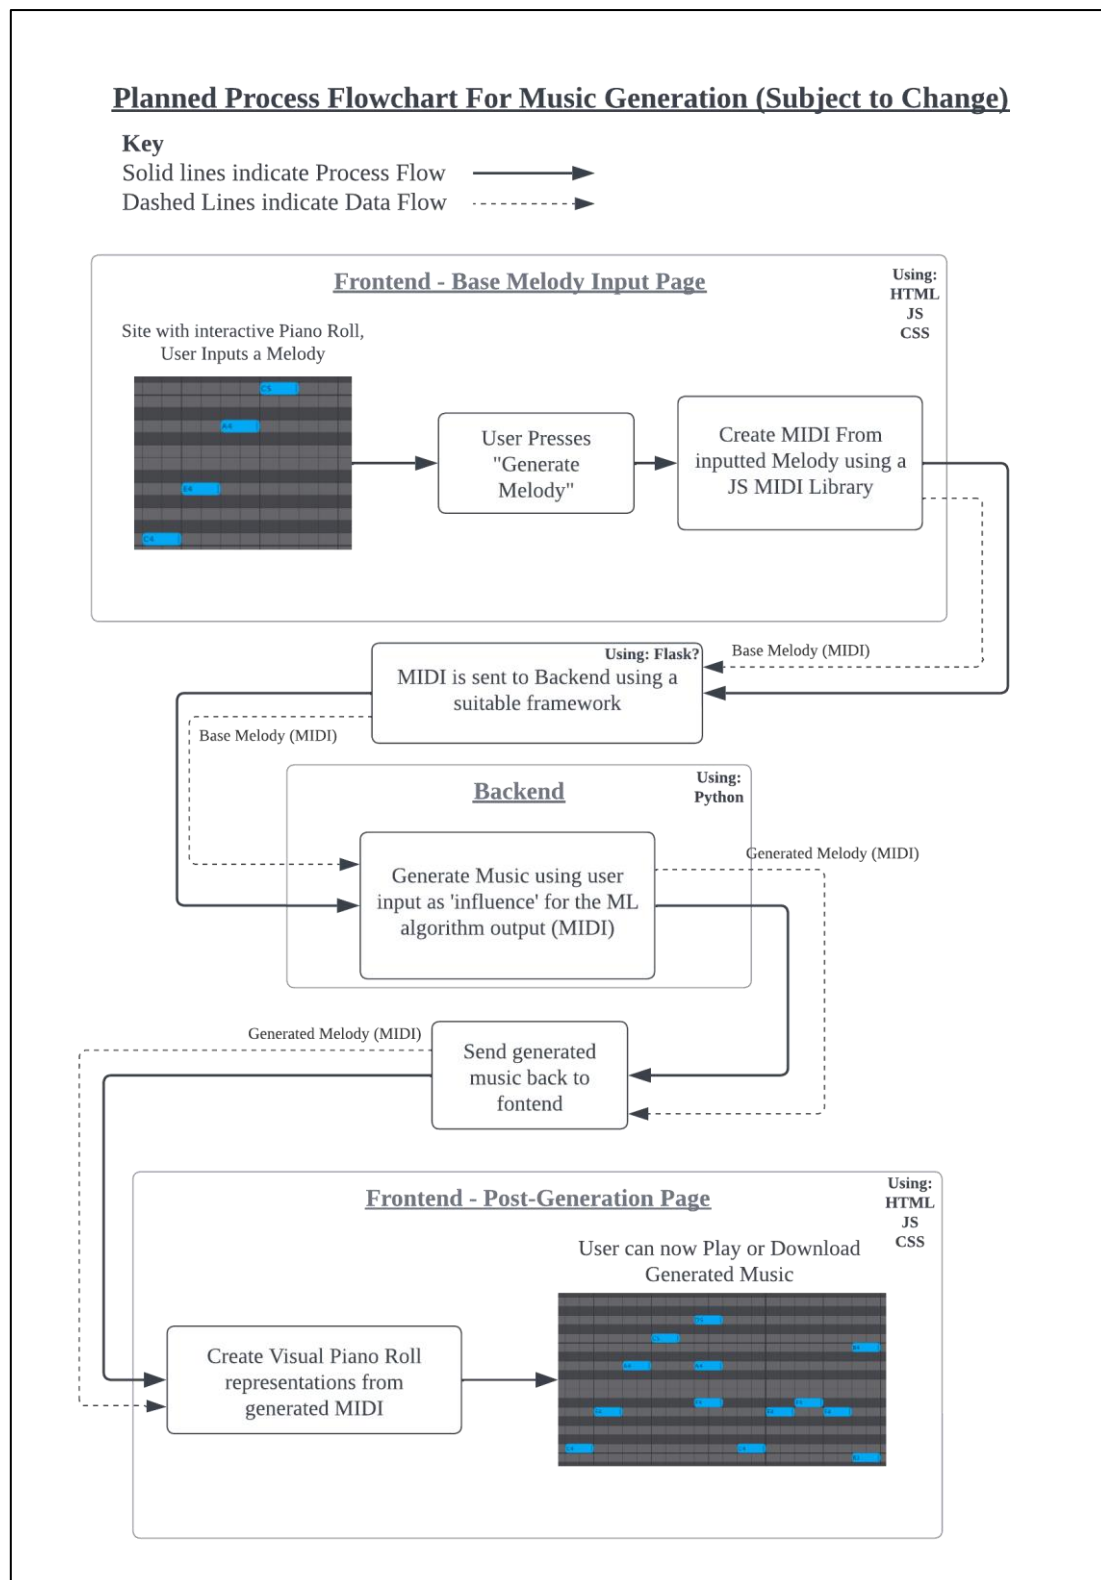 Planned Process Flowchart For Music Generation (Subject to Change)
Key
Solid lines indicate Process Flow
Dashed Lines indicate Data Flow
Frontend - Base Melody Input Page
Using:
HTML
JS
CSS
Site with interactive Piano Roll,
User Inputs a Melody
C5
A4
E4
C4
User Presses
"Generate
Melody"
Create MIDI From
inputted Melody using a
JS MIDI Library
Base Melody (MIDI)
Using: Flask?
MIDI is sent to Backend using a
suitable framework
Base Melody (MIDI)
Backend
Using:
Python
Generate Music using user
input as 'influence' for the ML
algorithm output (MIDI)
Generated Melody (MIDI)
Generated Melody (MIDI)
Send generated
music back to
fontend
Frontend - Post-Generation Page
Using:
HTML
JS
CSS
User can now Play or Download
Generated Music
Create Visual Piano Roll
representations from
generated MIDI